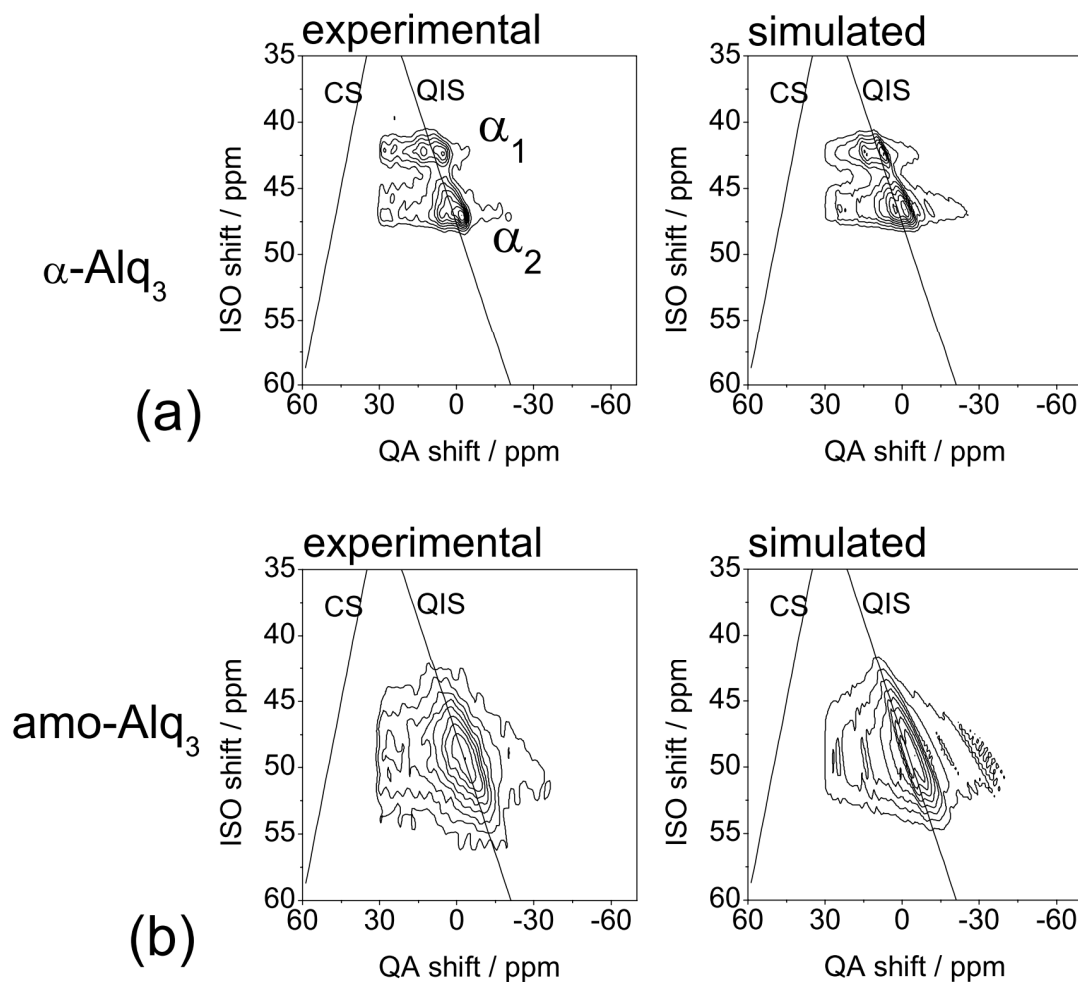 experimental
simulated
35
40
45
50
55
60
ISO shift / ppm
CS
QIS
α1
α2
60 30 0 -30 -60
QA shift / ppm
35
40
45
50
55
60
ISO shift / ppm
CS
QIS
60 30 0 -30 -60
QA shift / ppm
α-Alq3
(a)
experimental
simulated
35
40
45
50
55
60
ISO shift / ppm
CS
QIS
60 30 0 -30 -60
QA shift / ppm
35
40
45
50
55
60
ISO shift / ppm
CS
QIS
60 30 0 -30 -60
QA shift / ppm
amo-Alq3
(b)